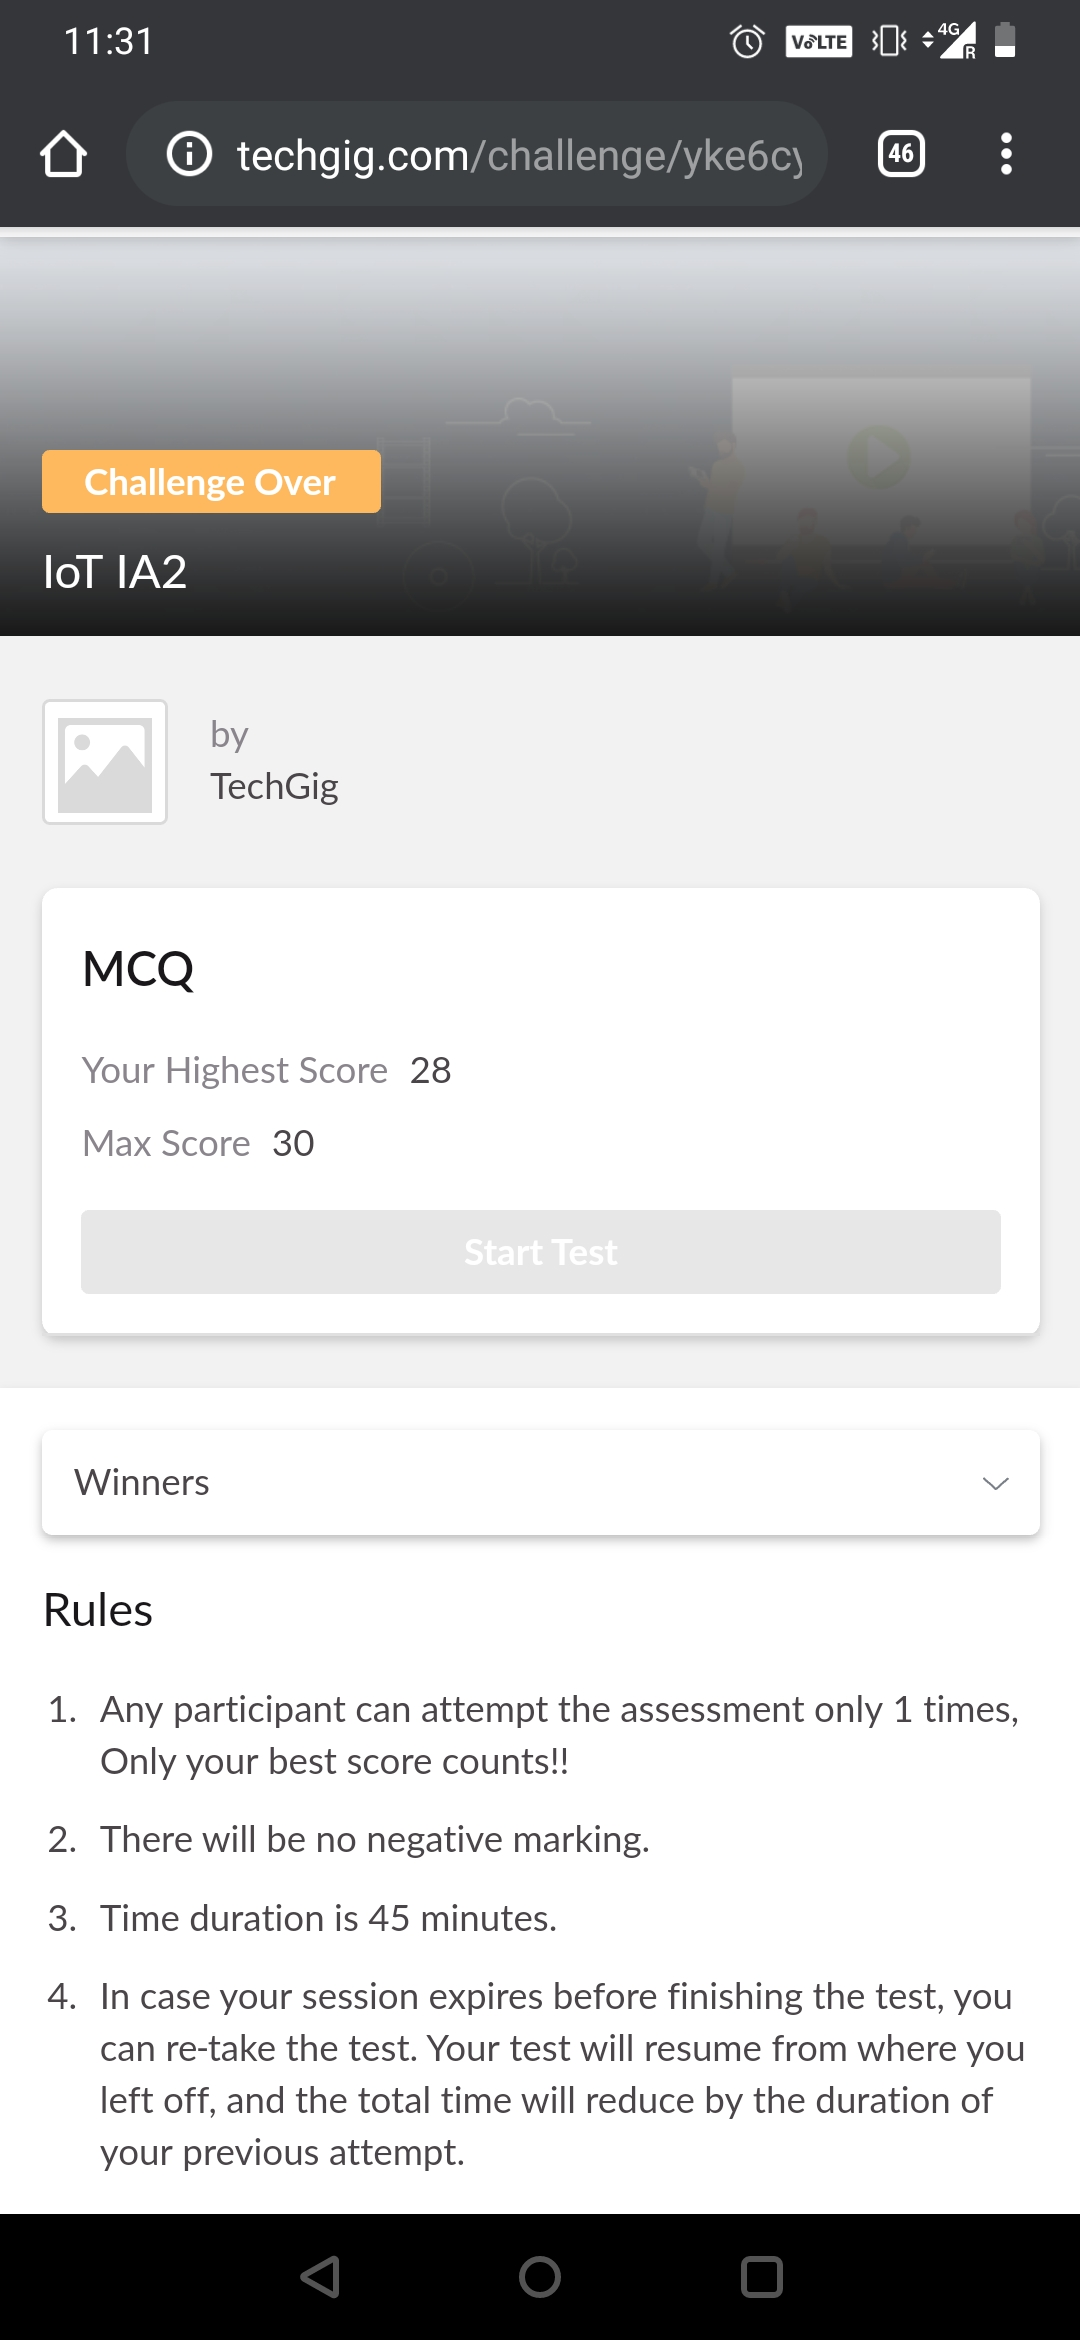 11:31
VoLTE
4G
R
techgig.com/challenge/yke6cy
46
Challenge Over
IoT IA2
by
TechGig
MCQ
Your Highest Score 28
Max Score 30
Start Test
Winners
Rules
1. Any participant can attempt the assessment only 1 times,
Only your best score counts!!
2. There will be no negative marking.
3. Time duration is 45 minutes.
4. In case your session expires before finishing the test, you
can re-take the test. Your test will resume from where you
left off, and the total time will reduce by the duration of
your previous attempt.